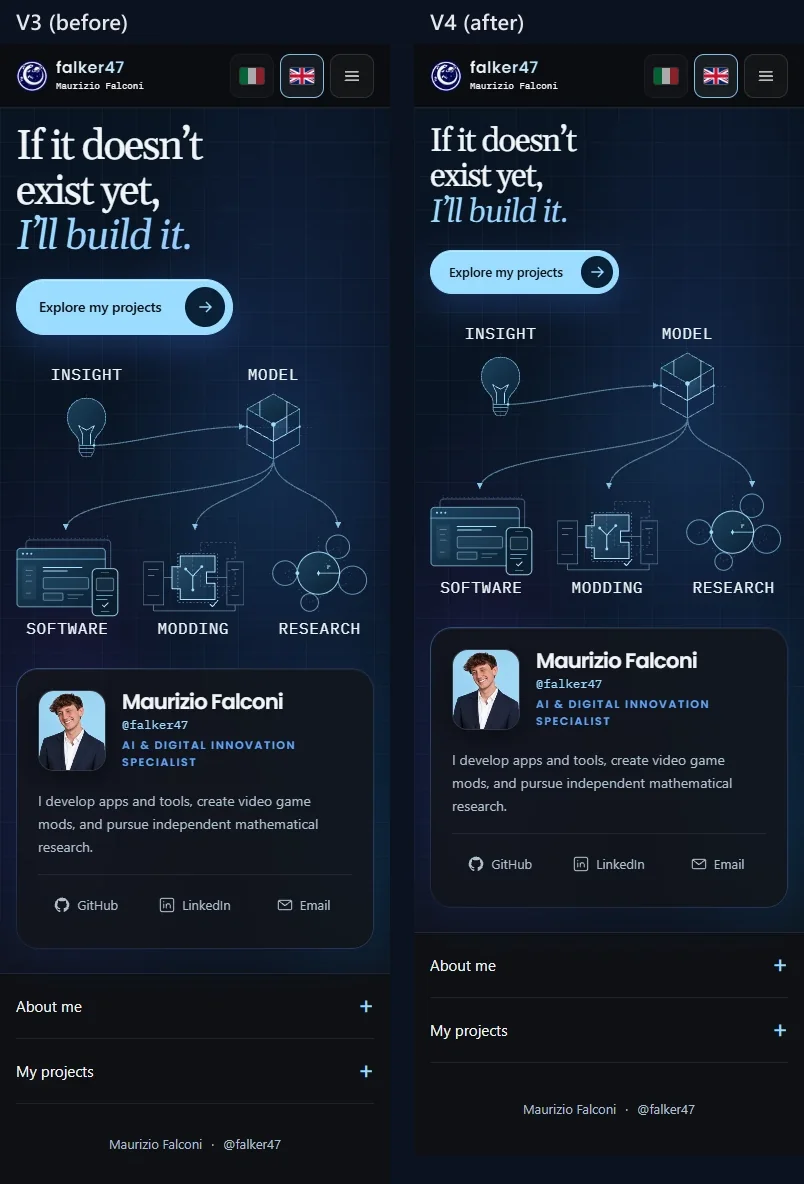 V3 (before)
falker47
Maurizio Falconi
If it doesn’t
exist yet,
I’ll build it.
Explore my projects
INSIGHT
MODEL
SOFTWARE
MODDING
RESEARCH
Maurizio Falconi
@falker47
AI & DIGITAL INNOVATION
SPECIALIST
I develop apps and tools, create video game
mods, and pursue independent mathematical
research.
GitHub
LinkedIn
Email
About me
My projects
Maurizio Falconi · @falker47
V4 (after)
falker47
Maurizio Falconi
If it doesn’t
exist yet,
I’ll build it.
Explore my projects
INSIGHT
MODEL
SOFTWARE
MODDING
RESEARCH
Maurizio Falconi
@falker47
AI & DIGITAL INNOVATION
SPECIALIST
I develop apps and tools, create video game
mods, and pursue independent mathematical
research.
GitHub
LinkedIn
Email
About me
My projects
Maurizio Falconi · @falker47